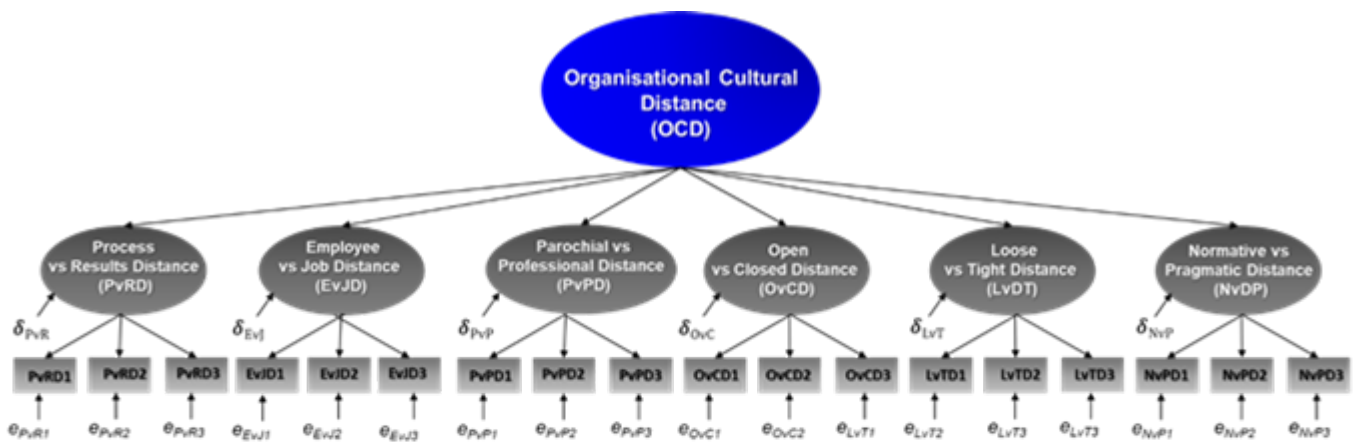 Organisational Cultural
Distance
(OCD)
Process
vs Results Distance
(PvRD)
Employee
vs Job Distance
(EvJD)
Parochial vs
Professional Distance
(PvPD)
Open
vs Closed Distance
(OvCD)
Loose
vs Tight Distance
(LvDT)
Normative vs
Pragmatic Distance
(NvDP)
δPvR δEvJ δPvP δOvC δLvT δNvP
PvRD1 PvRD2 PvRD3 EvJD1 EvJD2 EvJD3 PvPD1 PvPD2 PvPD3 OvCD1 OvCD2 OvCD3 LvTD1 LvTD2 LvTD3 NvPD1 NvPD2 NvPD3
ePvR1 ePvR2 ePvR3 eEvJ1 eEvJ2 eEvJ3 ePvP1 ePvP2 ePvP3 eOvC1 eOvC2 eLvT1 eLvT2 eLvT3 eLvT3 eNvP1 eNvP2 eNvP3